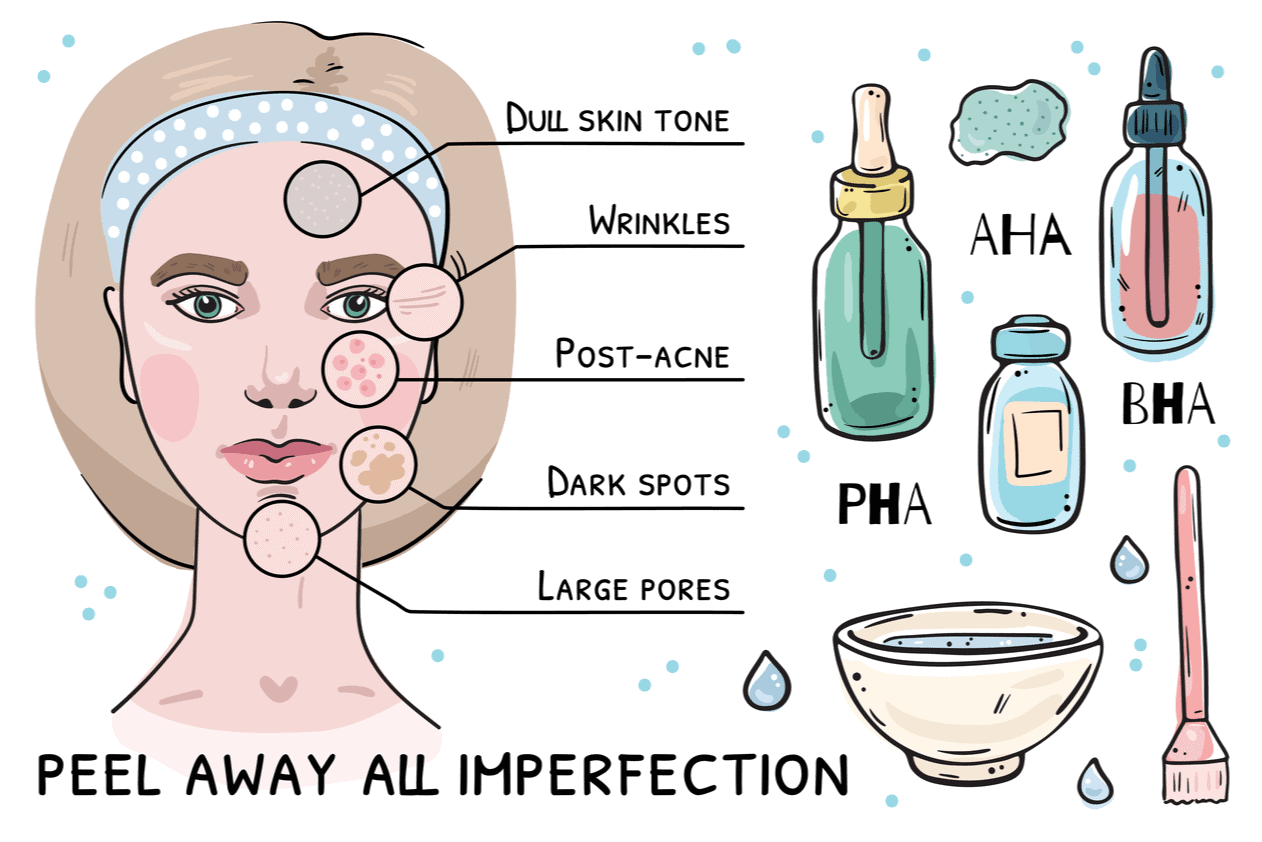 Dull skin tone
Wrinkles
Post-acne
Dark spots
Large pores
AHA
BHA
PHA
PEEL AWAY ALL IMPERFECTION